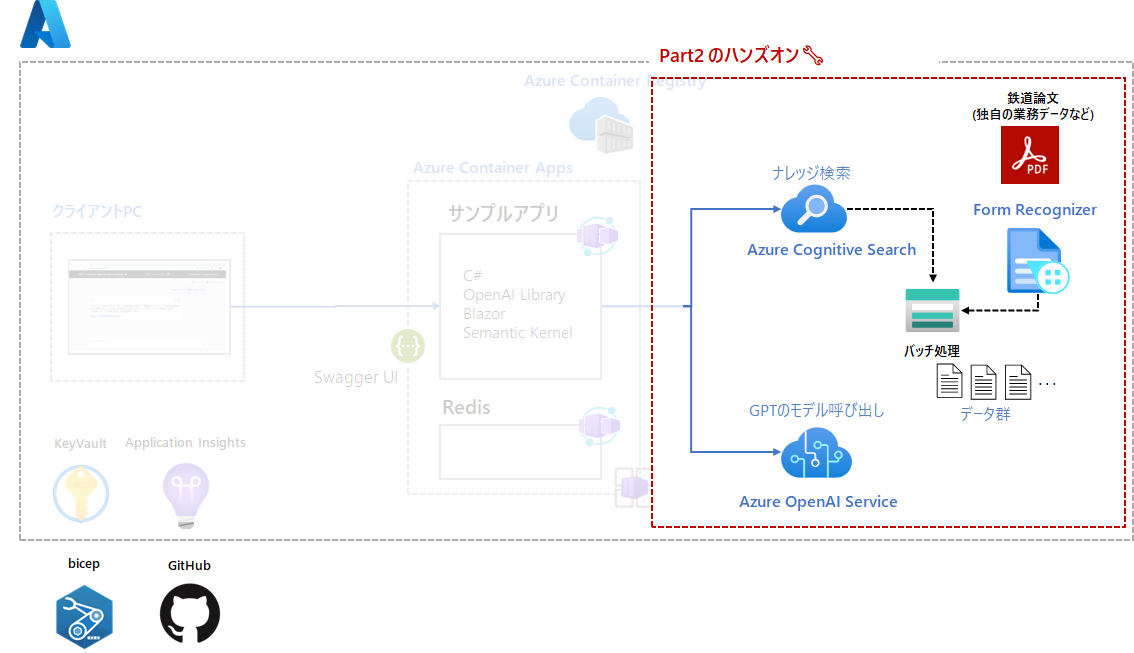 Part2 のハンズオン
Azure Container Registry
鉄道論文
(独自の業務データなど)
PDF
Azure Container Apps
ナレッジ検索
クライアントPC
サンプルアプリ
Form Recognizer
Azure Cognitive Search
C#
OpenAI Library
Blazor
Semantic Kernel
バッチ処理
Swagger UI
...
データ群
Redis
GPTのモデル呼び出し
KeyVault
Application Insights
Azure OpenAI Service
bicep
GitHub